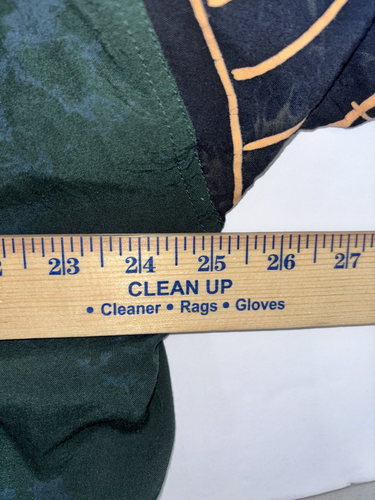 23 24 25 26 27
CLEAN UP
• Cleaner • Rags • Gloves